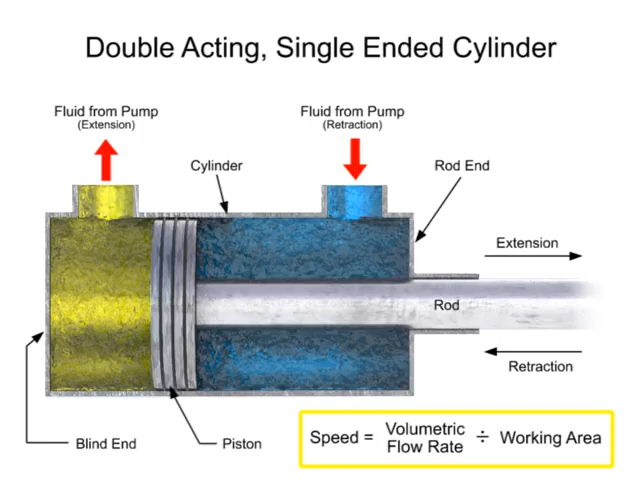 Double Acting, Single Ended Cylinder
Fluid from Pump
(Extension)
Fluid from Pump
(Retraction)
Cylinder
Rod End
Extension
Rod
Retraction
Blind End
Piston
Speed = Volumetric Flow Rate ÷ Working Area